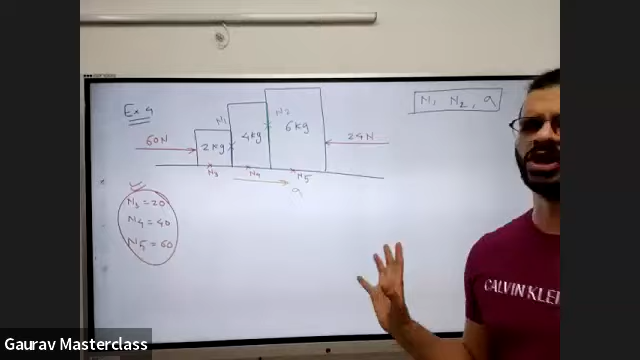 Ex 4
N1, N2, a
N1
N2
60N
2Kg
4Kg
6Kg
24N
N3
N4
N5
a
N3 = 20
N4 = 40
N5 = 60
CALVIN KLEI
Gaurav Masterclass